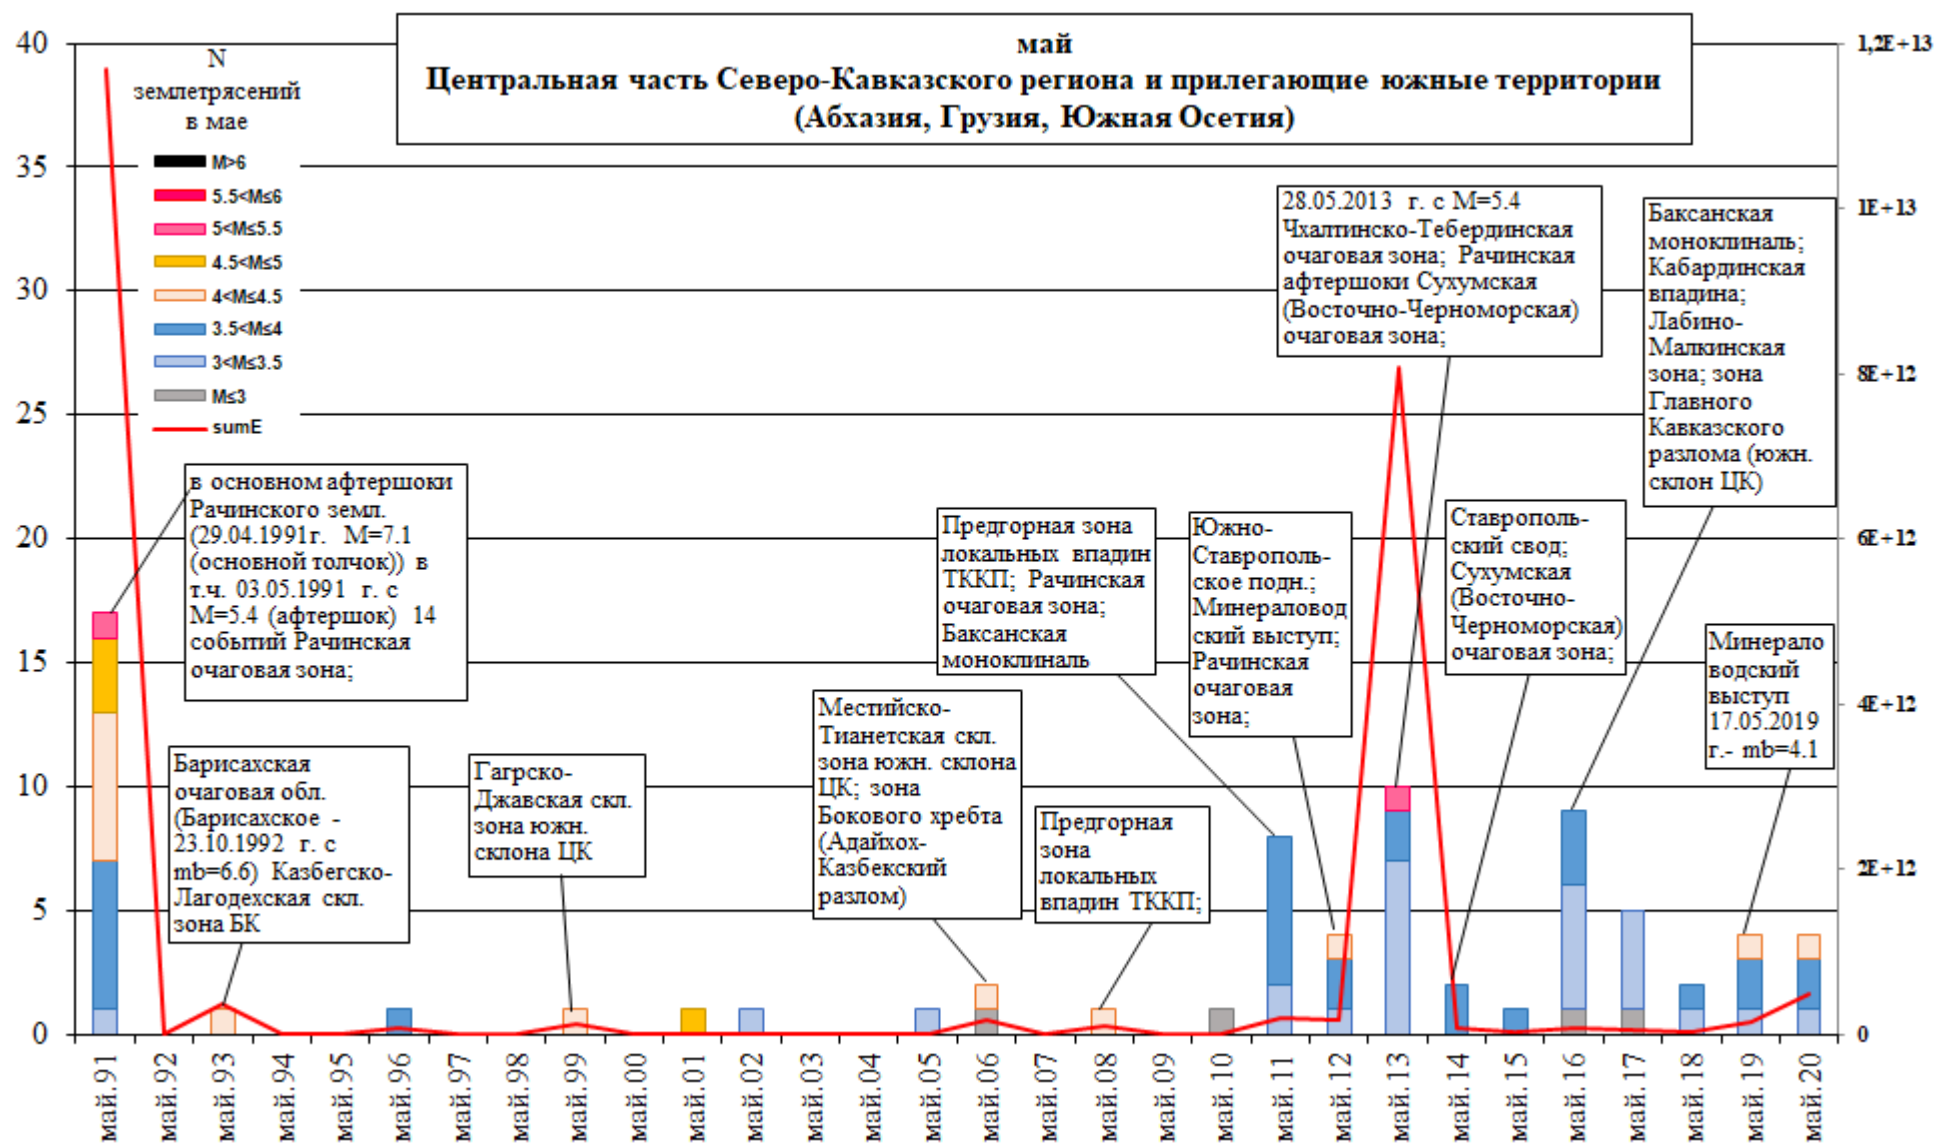 май
Центральная часть Северо-Кавказского региона и прилегающие южные территории
(Абхазия, Грузия, Южная Осетия)
N
землетрясений
в мае
M>6
5.5<M≤6
5<M≤5.5
4.5<M≤5
4<M≤4.5
3.5<M≤4
3<M≤3.5
M≤3
sumE
40
35
30
25
20
15
10
5
0
1,2E+13
1E+13
8E+12
6E+12
4E+12
2E+12
0
в основном афтершоки
Рачинского земл.
(29.04.1991г. М=7.1
(основной толчок)) в
т.ч. 03.05.1991 г. с
М=5.4 (афтершок) 14
событий Рачинская
очаговая зона;
Барисахская
очаговая обл.
(Барисахское -
23.10.1992 г. с
mb=6.6) Казбегско-
Лагодехская скл.
зона БК
Гагрско-
Джавская скл.
зона южн.
склона ЦК
Местийско-
Тианетская скл.
зона южн. склона
ЦК; зона
Бокового хребта
(Адайхох-
Казбекский
разлом)
Предгорная
зона
локальных
впадин ТККП;
Предгорная зона
локальных впадин
ТККП; Рачинская
очаговая зона;
Баксанская
моноклиналь
Южно-
Ставрополь-
ское подн.;
Минераловод
ский выступ;
Рачинская
очаговая
зона;
28.05.2013 г. с М=5.4
Чхалтинско-Тебердинская
очаговая зона; Рачинская
афтершоки Сухумская
(Восточно-Черноморская)
очаговая зона;
Ставрополь-
ский свод;
Сухумская
(Восточно-
Черноморская)
очаговая зона;
Баксанская
моноклиналь;
Кабардинская
впадина;
Лабино-
Малкинская
зона; зона
Главного
Кавказского
разлома (южн.
склон ЦК)
Минерало
водский
выступ
17.05.2019
г.- mb=4.1
май.91
май.92
май.93
май.94
май.95
май.96
май.97
май.98
май.99
май.00
май.01
май.02
май.03
май.04
май.05
май.06
май.07
май.08
май.09
май.10
май.11
май.12
май.13
май.14
май.15
май.16
май.17
май.18
май.19
май.20